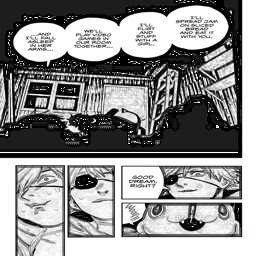 I'LL
SPREAD JAM
ON SLICED
BREAD
AND EAT IT
WITH YOU.
I'LL
FLIRT
AND
STUFF
WITH A
GIRL.
WE'LL
PLAY VIDEO
GAMES IN
OUR ROOM
TOGETHER...
...AND
I'LL FALL
ASLEEP
IN HER
ARMS...
GOOD
DREAM,
RIGHT?